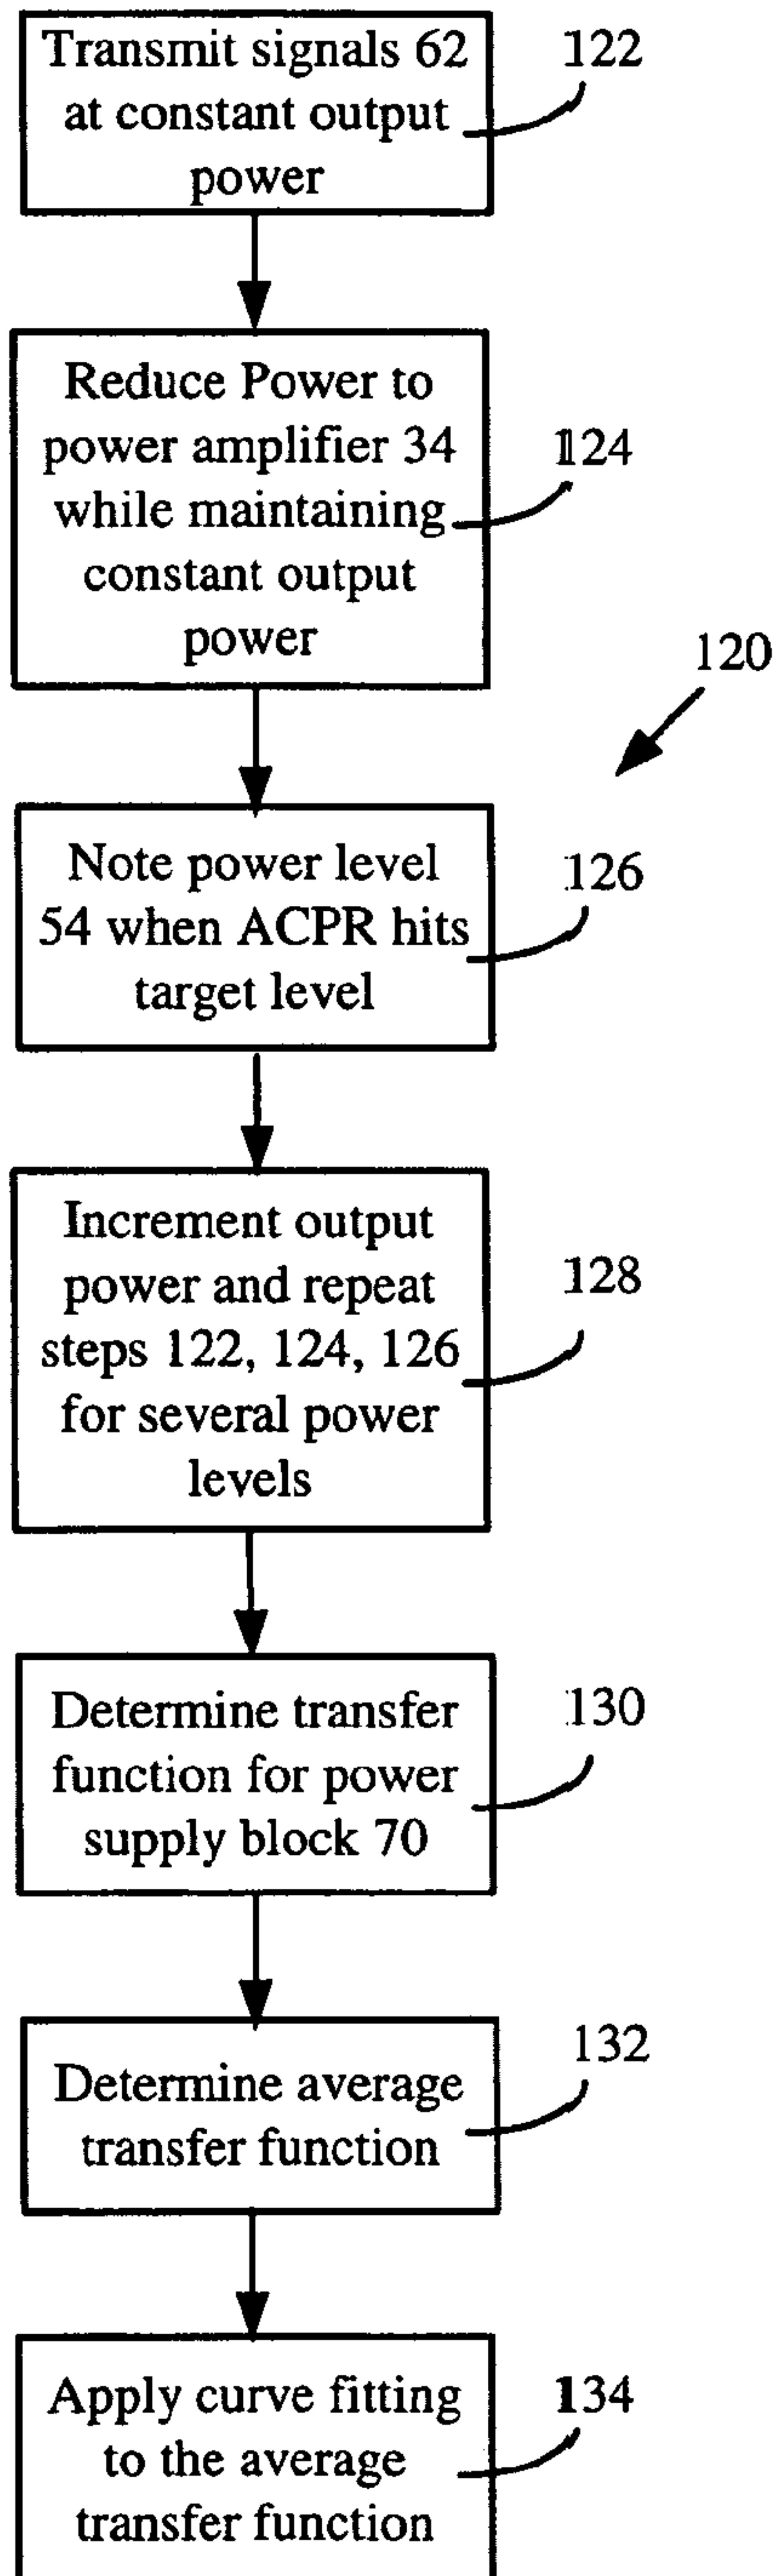 Transmit signals 62
at constant output
power
122
Reduce Power to
power amplifier 34
while maintaining
constant output
power
124
120
Note power level
54 when ACPR hits
target level
126
Increment output
power and repeat
steps 122, 124, 126
for several power
levels
128
Determine transfer
function for power
supply block 70
130
Determine average
transfer function
132
Apply curve fitting
to the average
transfer function
134